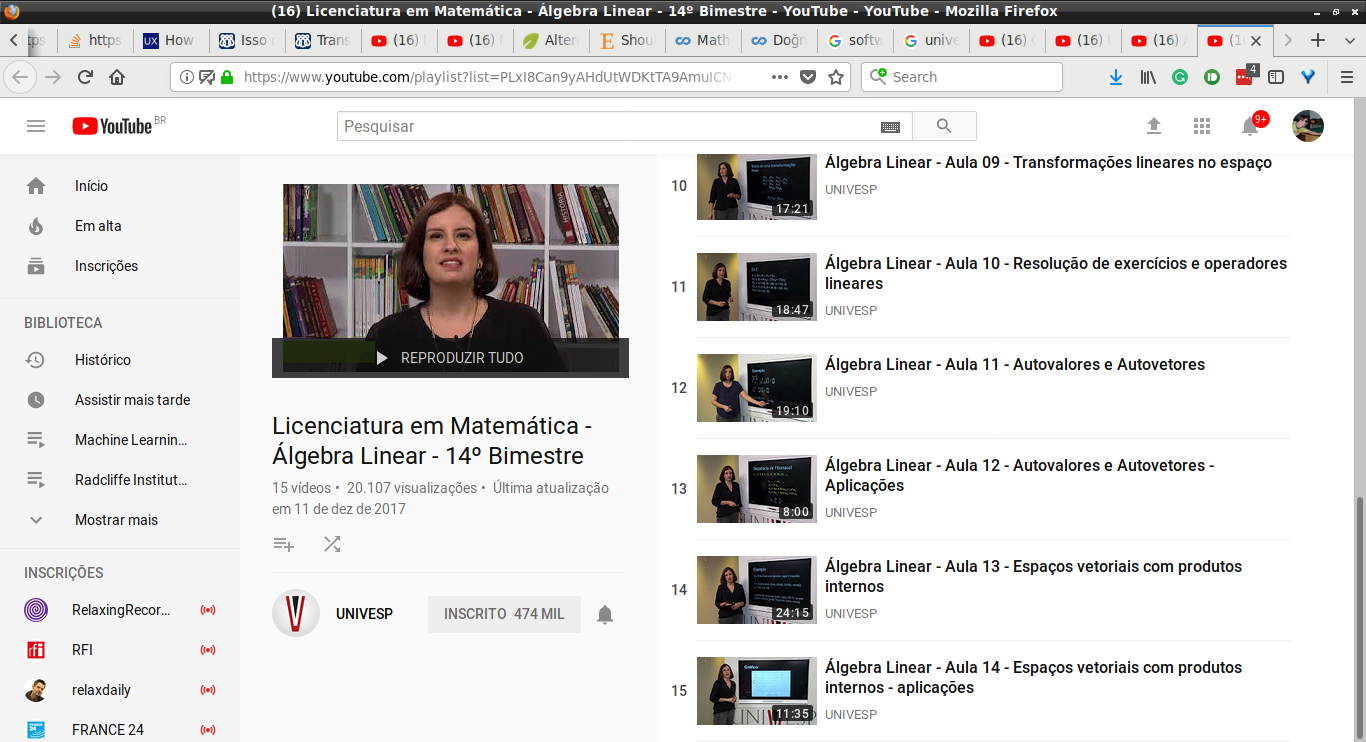 (16) Licenciatura em Matemática - Álgebra Linear - 14º Bimestre - YouTube - YouTube - Mozilla Firefox
https
UX How
Isso
Trans
(16)
(16)
Altern
Shou
Math
softw
unive
(16)
(16)
(16)
https://www.youtube.com/playlist?list=PLxI8Can9yAHdUtWDKtTA9AmuICN
Search
4
YouTube BR
Pesquisar
9+
Início
Em alta
Inscrições
BIBLIOTECA
Histórico
Assistir mais tarde
Machine Learnin...
Radcliffe Institut...
Mostrar mais
INSCRIÇÕES
RelaxingRecor...
RFI
relaxdaily
FRANCE 24
HISTÓRIA
REPRODUZIR TUDO
Licenciatura em Matemática -
Álgebra Linear - 14º Bimestre
15 vídeos • 20.107 visualizações • Última atualização
em 11 de dez de 2017
UNIVESP
INSCRITO 474 MIL
10
17:21
Álgebra Linear - Aula 09 - Transformações lineares no espaço
UNIVESP
11
18:47
Álgebra Linear - Aula 10 - Resolução de exercícios e operadores
lineares
UNIVESP
12
19:10
Álgebra Linear - Aula 11 - Autovalores e Autovetores
UNIVESP
13
8:00
Álgebra Linear - Aula 12 - Autovalores e Autovetores -
Aplicações
UNIVESP
14
24:15
Álgebra Linear - Aula 13 - Espaços vetoriais com produtos
internos
UNIVESP
15
Gráfico
11:35
Álgebra Linear - Aula 14 - Espaços vetoriais com produtos
internos - aplicações
UNIVESP